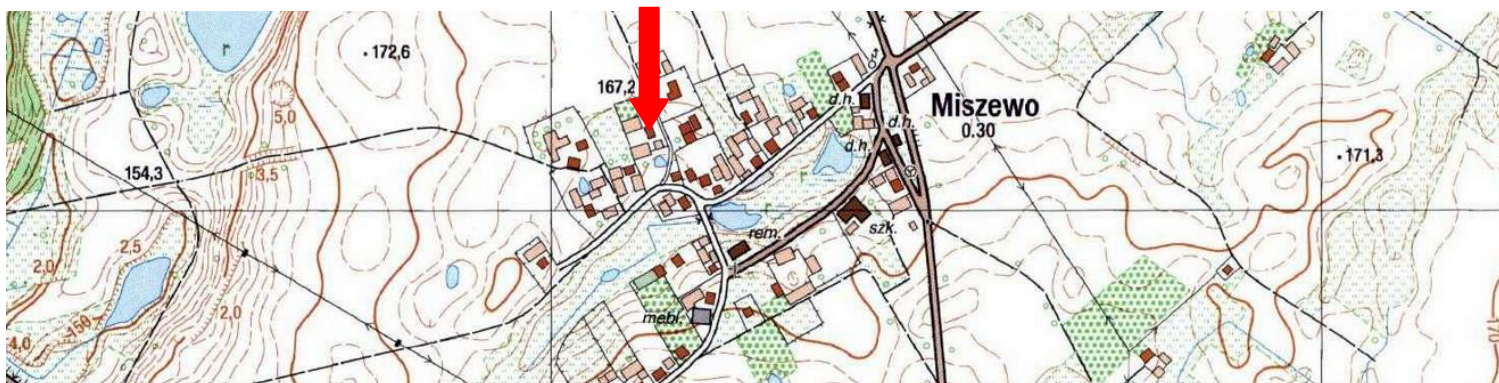 r
172,6
167,2
5,0
d.h.
d.h.
d.h.
Miszewo
0.30
171,3
154,3
3,5
r
r
2,5
rem.
szk.
2,0
2,0
mebl.
150
4,0
170